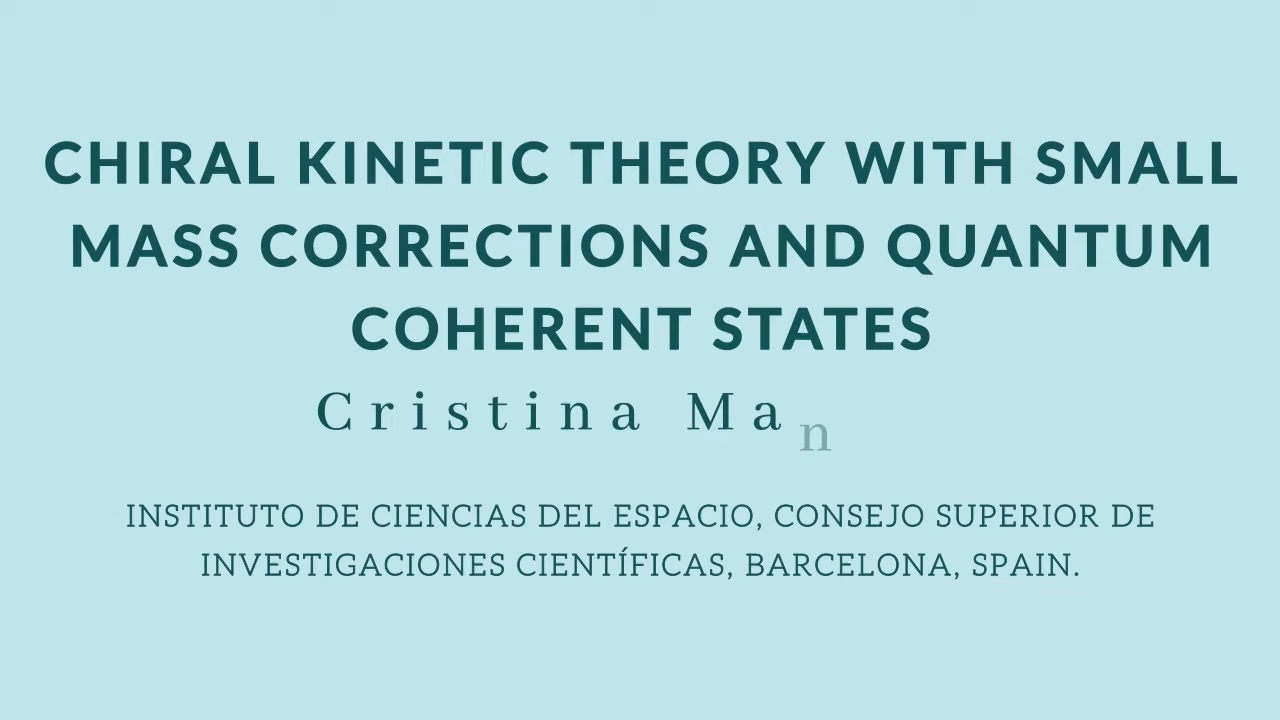 CHIRAL KINETIC THEORY WITH SMALL
MASS CORRECTIONS AND QUANTUM
COHERENT STATES
Cristina Man
INSTITUTO DE CIENCIAS DEL ESPACIO, CONSEJO SUPERIOR DE
INVESTIGACIONES CIENTÍFICAS, BARCELONA, SPAIN.